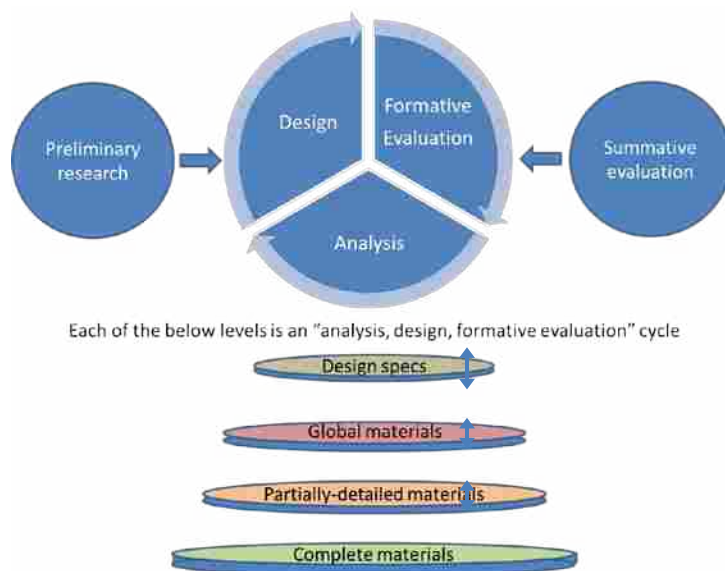 Preliminary
research
Design
Formative
Evaluation
Analysis
Summative
evaluation
Each of the below levels is an “analysis, design, formative evaluation” cycle
Design specs
Global materials
Partially-detailed materials
Complete materials